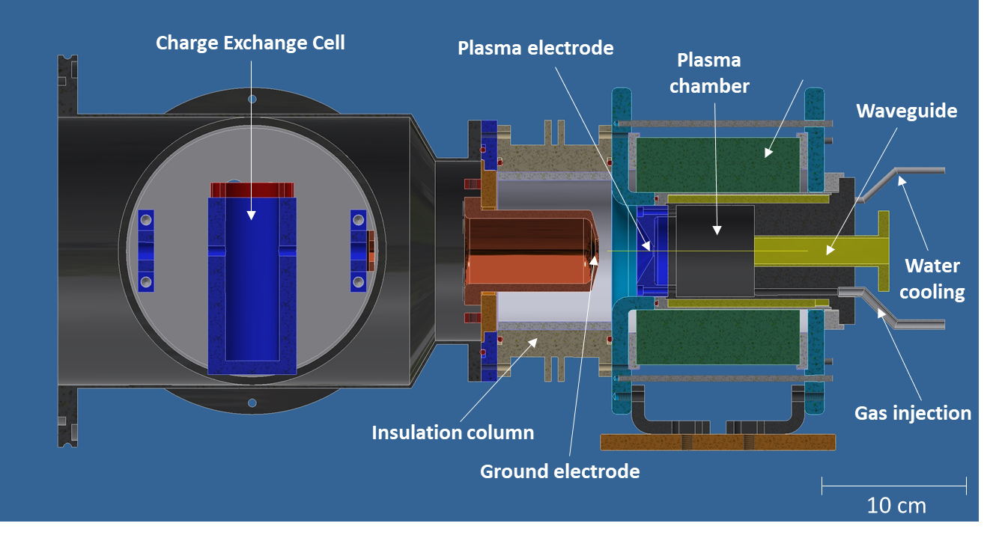 Charge Exchange Cell
Plasma electrode
Plasma
chamber
Waveguide
Water
cooling
Gas injection
Insulation column
Ground electrode
10 cm